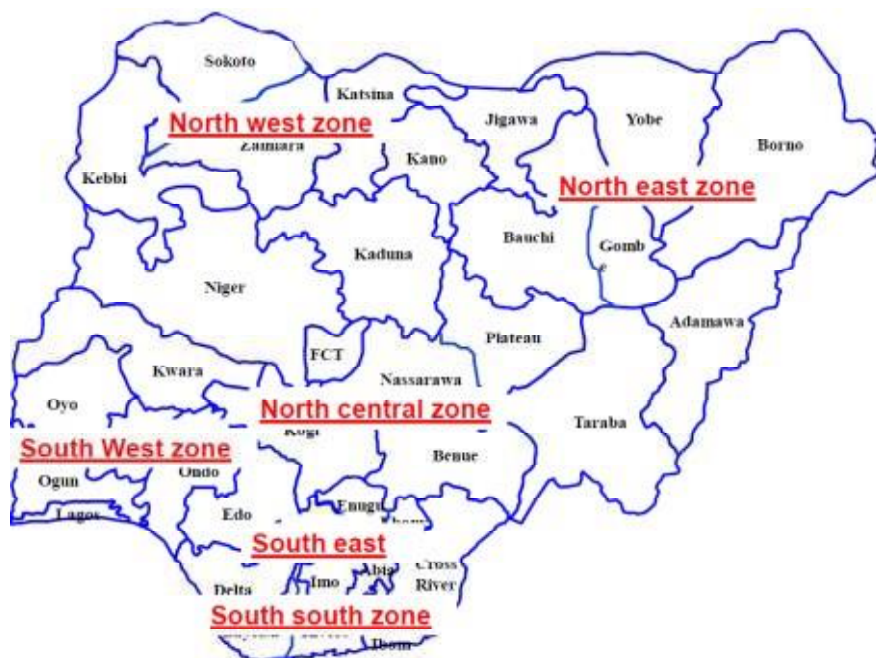 Sokoto
Katsina
Jigawa
Yobe
North west zone
Zamfara
Kano
Borno
Kebbi
North east zone
Bauchi
Gomb
e
Kaduna
Niger
Adamawa
FCT
Plateau
Kwara
Nassarawa
Oyo
North central zone
Taraba
Kogi
South West zone
Benue
Ondo
Ogun
Enugu
Lagos
Edo
South east
Cross
River
Abia
Imo
Delta
South south zone
Ibom